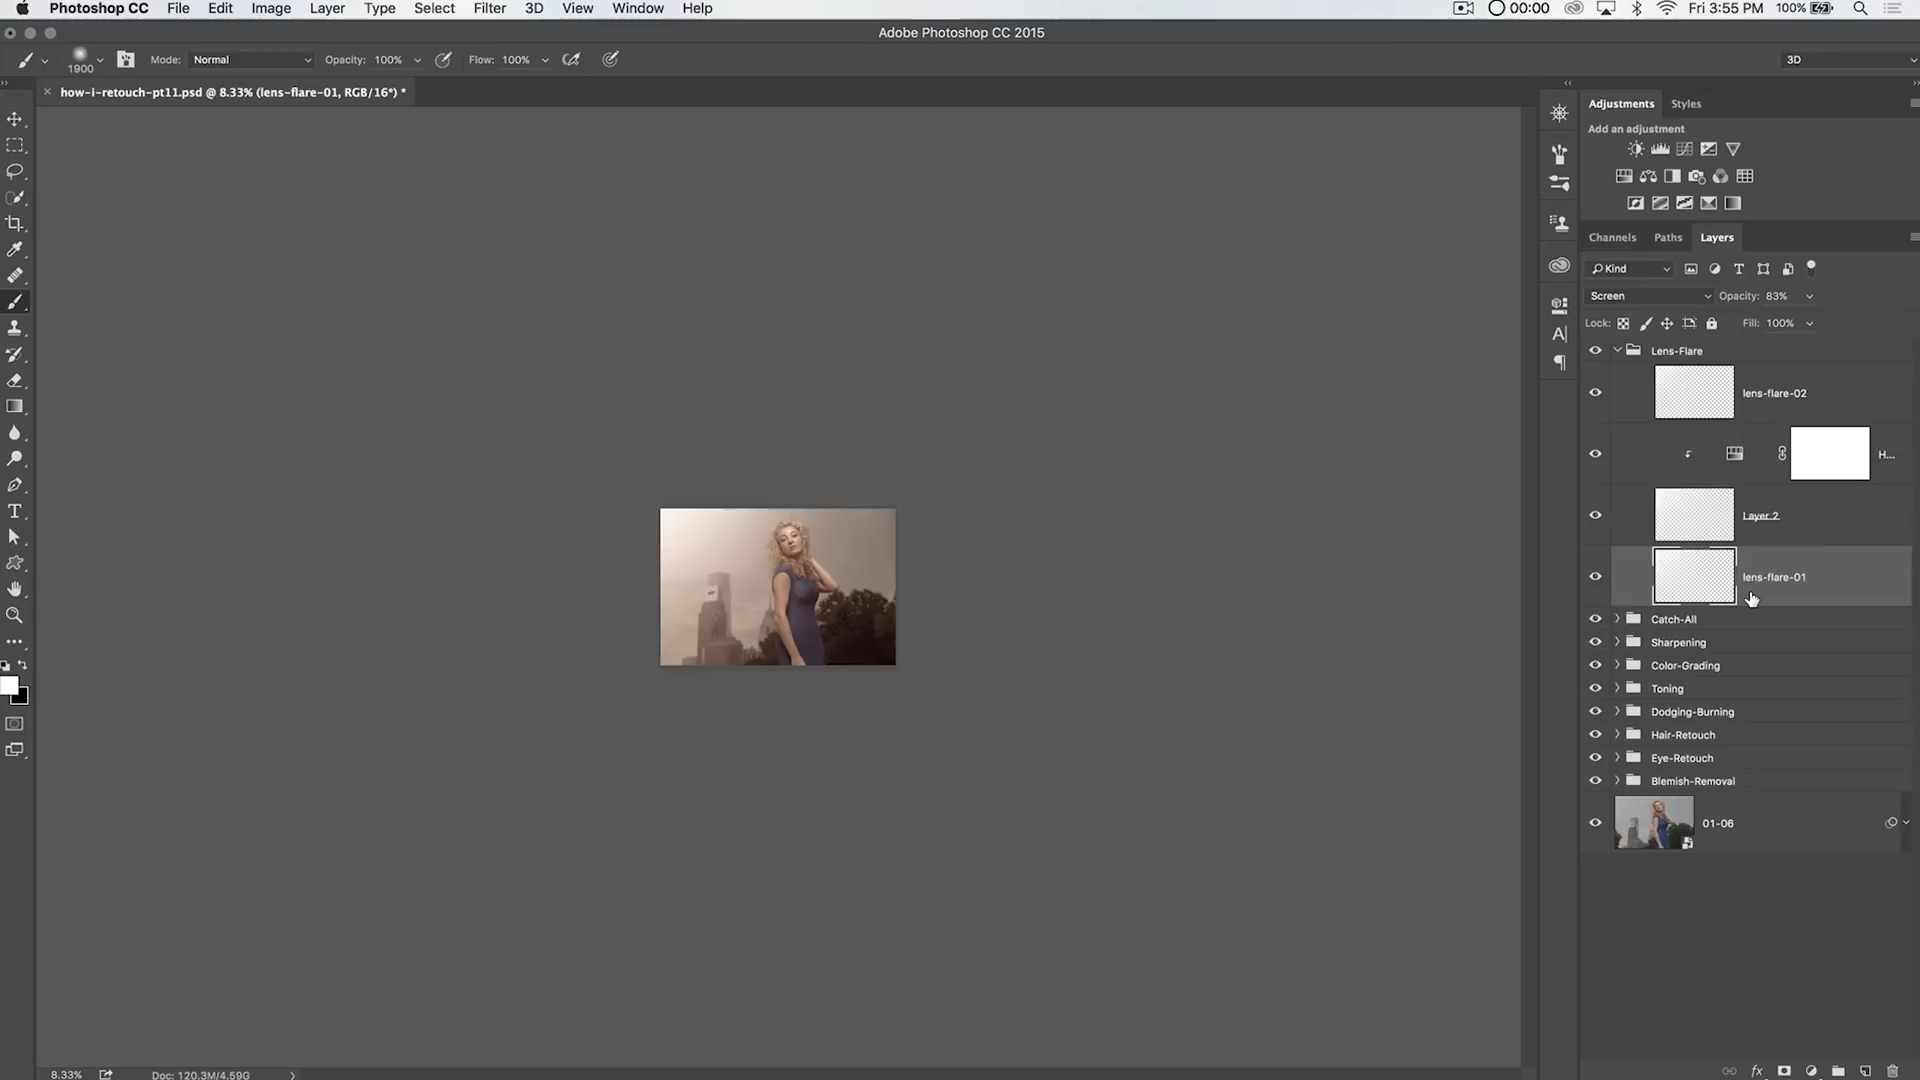 Photoshop CC File Edit Image Layer Type Select Filter 3D View Window Help 00:00 Fri 3:55 PM 100%
Adobe Photoshop CC 2015
1900 Mode: Normal Opacity: 100% Flow: 100% 3D
how-i-retouch-pt11.psd @ 8.33% (lens-flare-01, RGB/16*) *
Adjustments Styles
Add an adjustment
Channels Paths Layers
Kind
Screen Opacity: 83%
Lock: Fill: 100%
Lens-Flare
lens-flare-02
H...
Layer 2
lens-flare-01
Catch-All
Sharpening
Color-Grading
Toning
Dodging-Burning
Hair-Retouch
Eye-Retouch
Blemish-Removal
01-06
8.33% Doc: 120.3M/4.59G